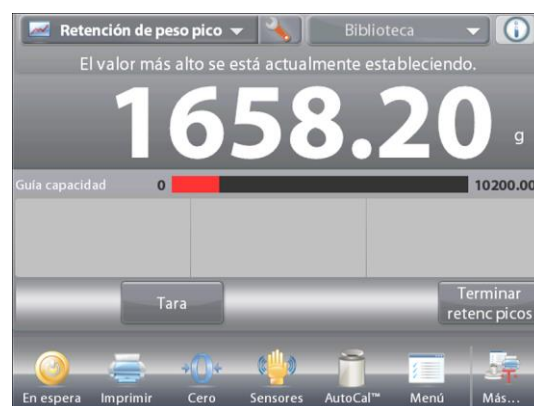 Retención de peso pico
Biblioteca
El valor más alto se está actualmente estableciendo.
1658.20 g
Guía capacidad 0 10200.00
Tara
Terminar
retenc picos
En espera Imprimir Cero Sensores AutoCal™ Menú Más...